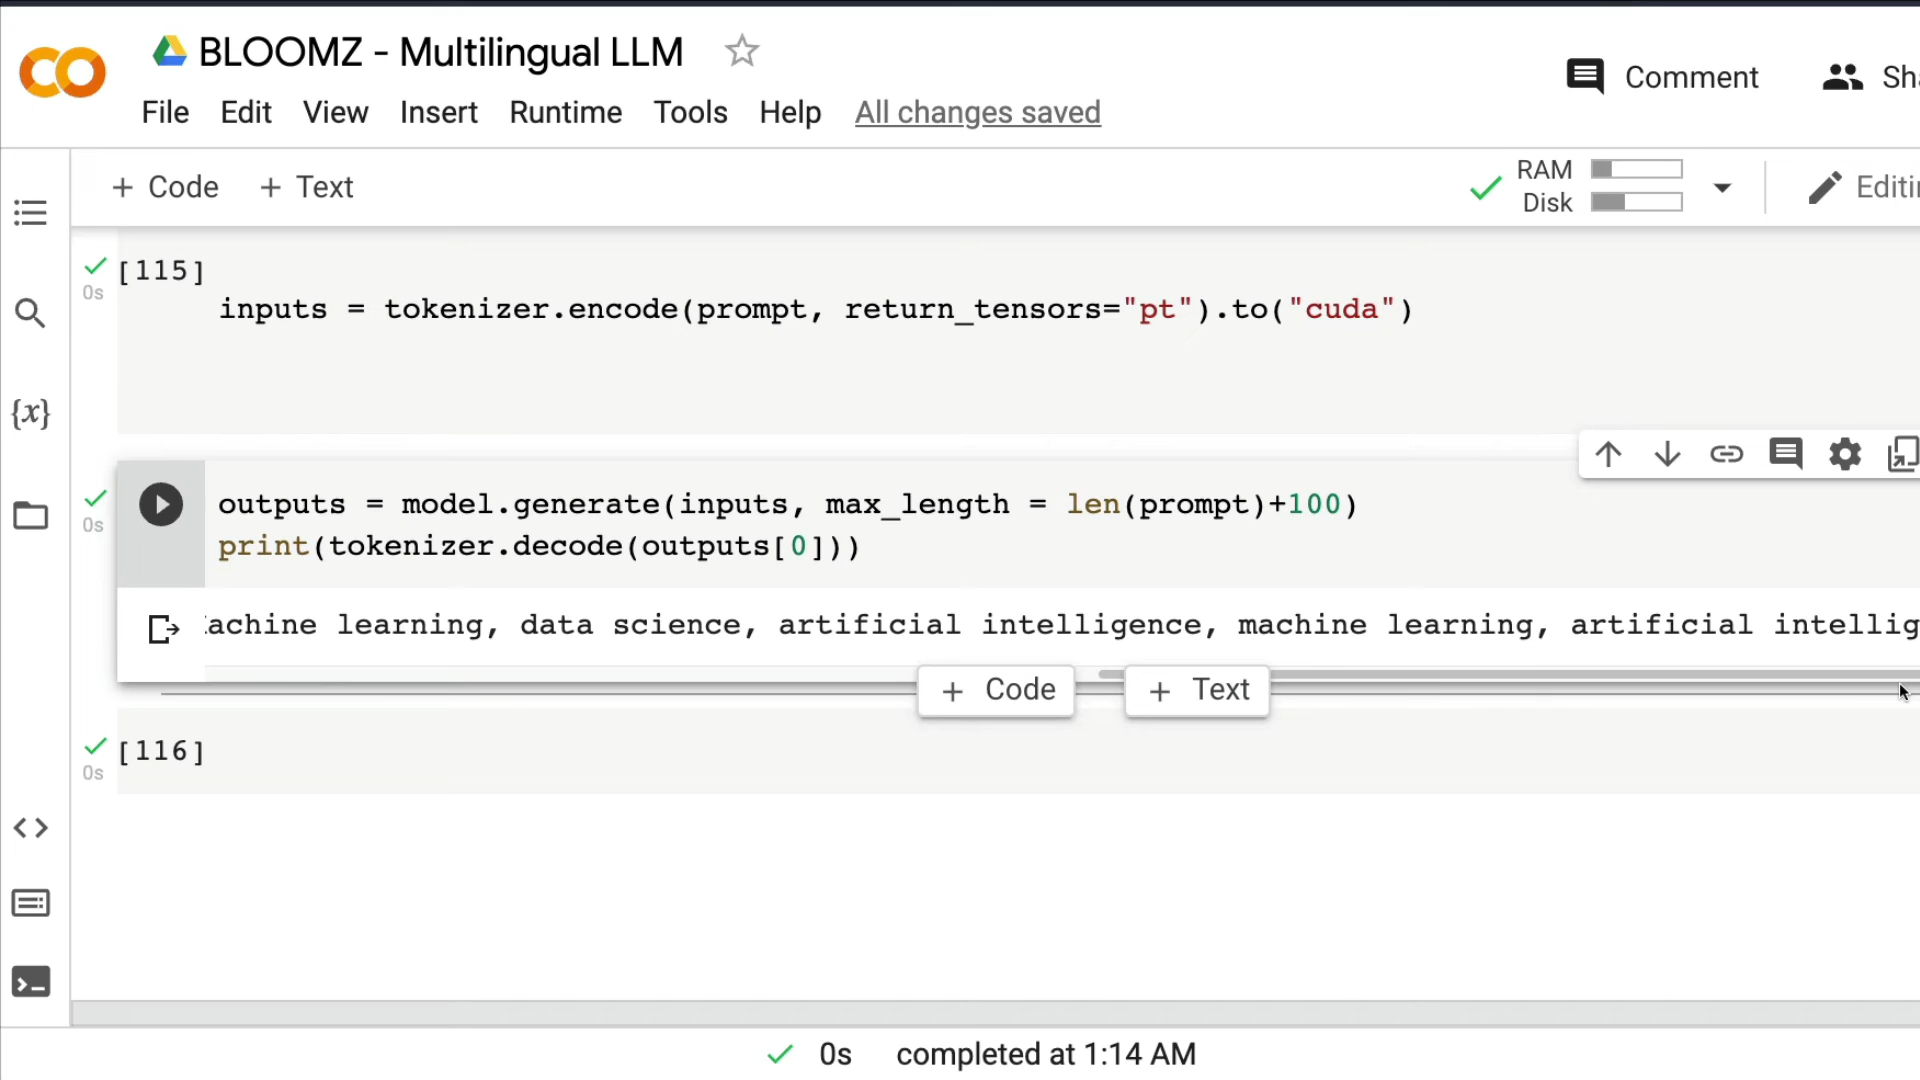 BLOOMZ - Multilingual LLM
Comment
File Edit View Insert Runtime Tools Help All changes saved
+ Code + Text
RAM
Disk
[115]
0s
inputs = tokenizer.encode(prompt, return_tensors="pt").to("cuda")
{x}
outputs = model.generate(inputs, max_length = len(prompt)+100)
0s
print(tokenizer.decode(outputs[0]))
achine learning, data science, artificial intelligence, machine learning, artificial intellig
+ Code + Text
[116]
0s
0s completed at 1:14 AM